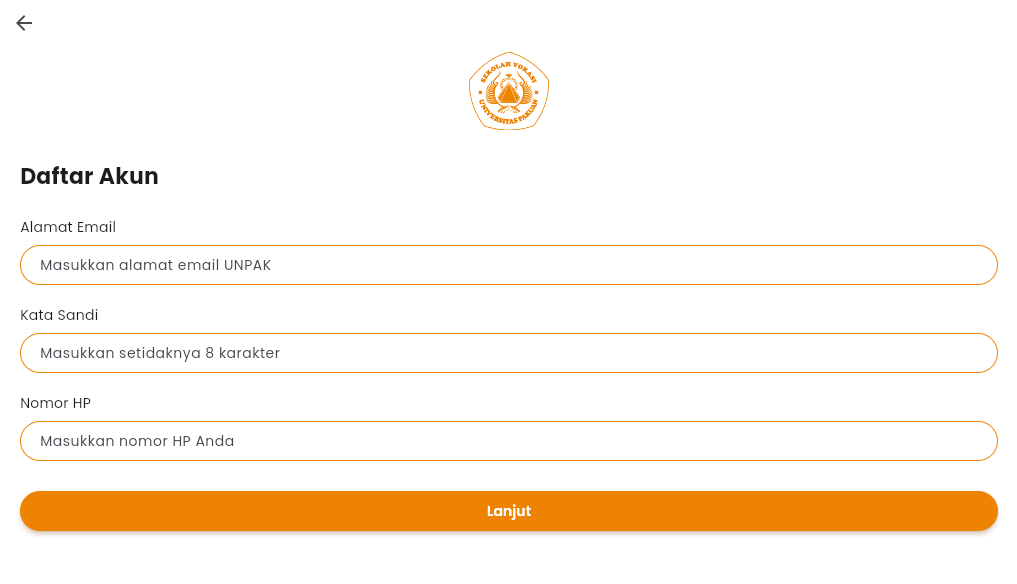 SEKOLAH VOKASI
UNIVERSITAS PAKUAN
Daftar Akun
Alamat Email
Masukkan alamat email UNPAK
Kata Sandi
Masukkan setidaknya 8 karakter
Nomor HP
Masukkan nomor HP Anda
Lanjut